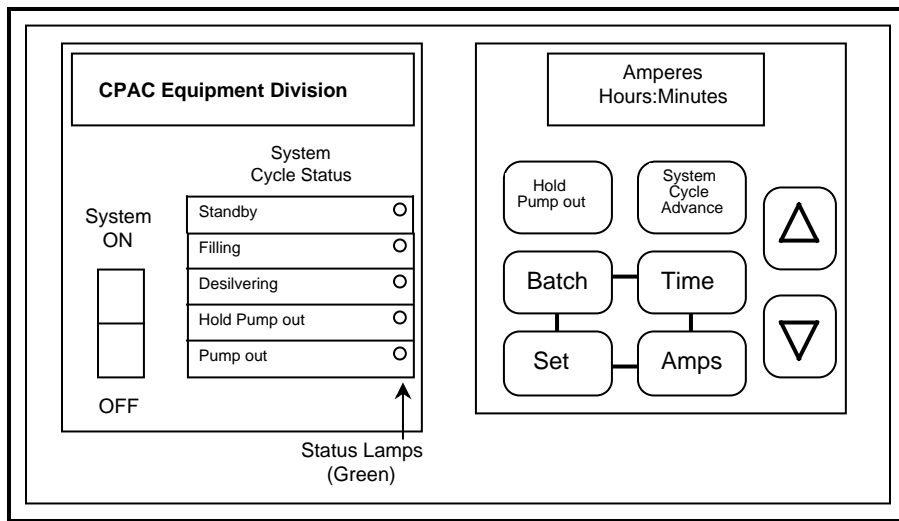 CPAC Equipment Division
System
Cycle Status
System
ON
Standby
Filling
Desilvering
Hold Pump out
Pump out
OFF
Status Lamps
(Green)
Amperes
Hours:Minutes
Hold
Pump out
System
Cycle
Advance
Batch
Time
Set
Amps